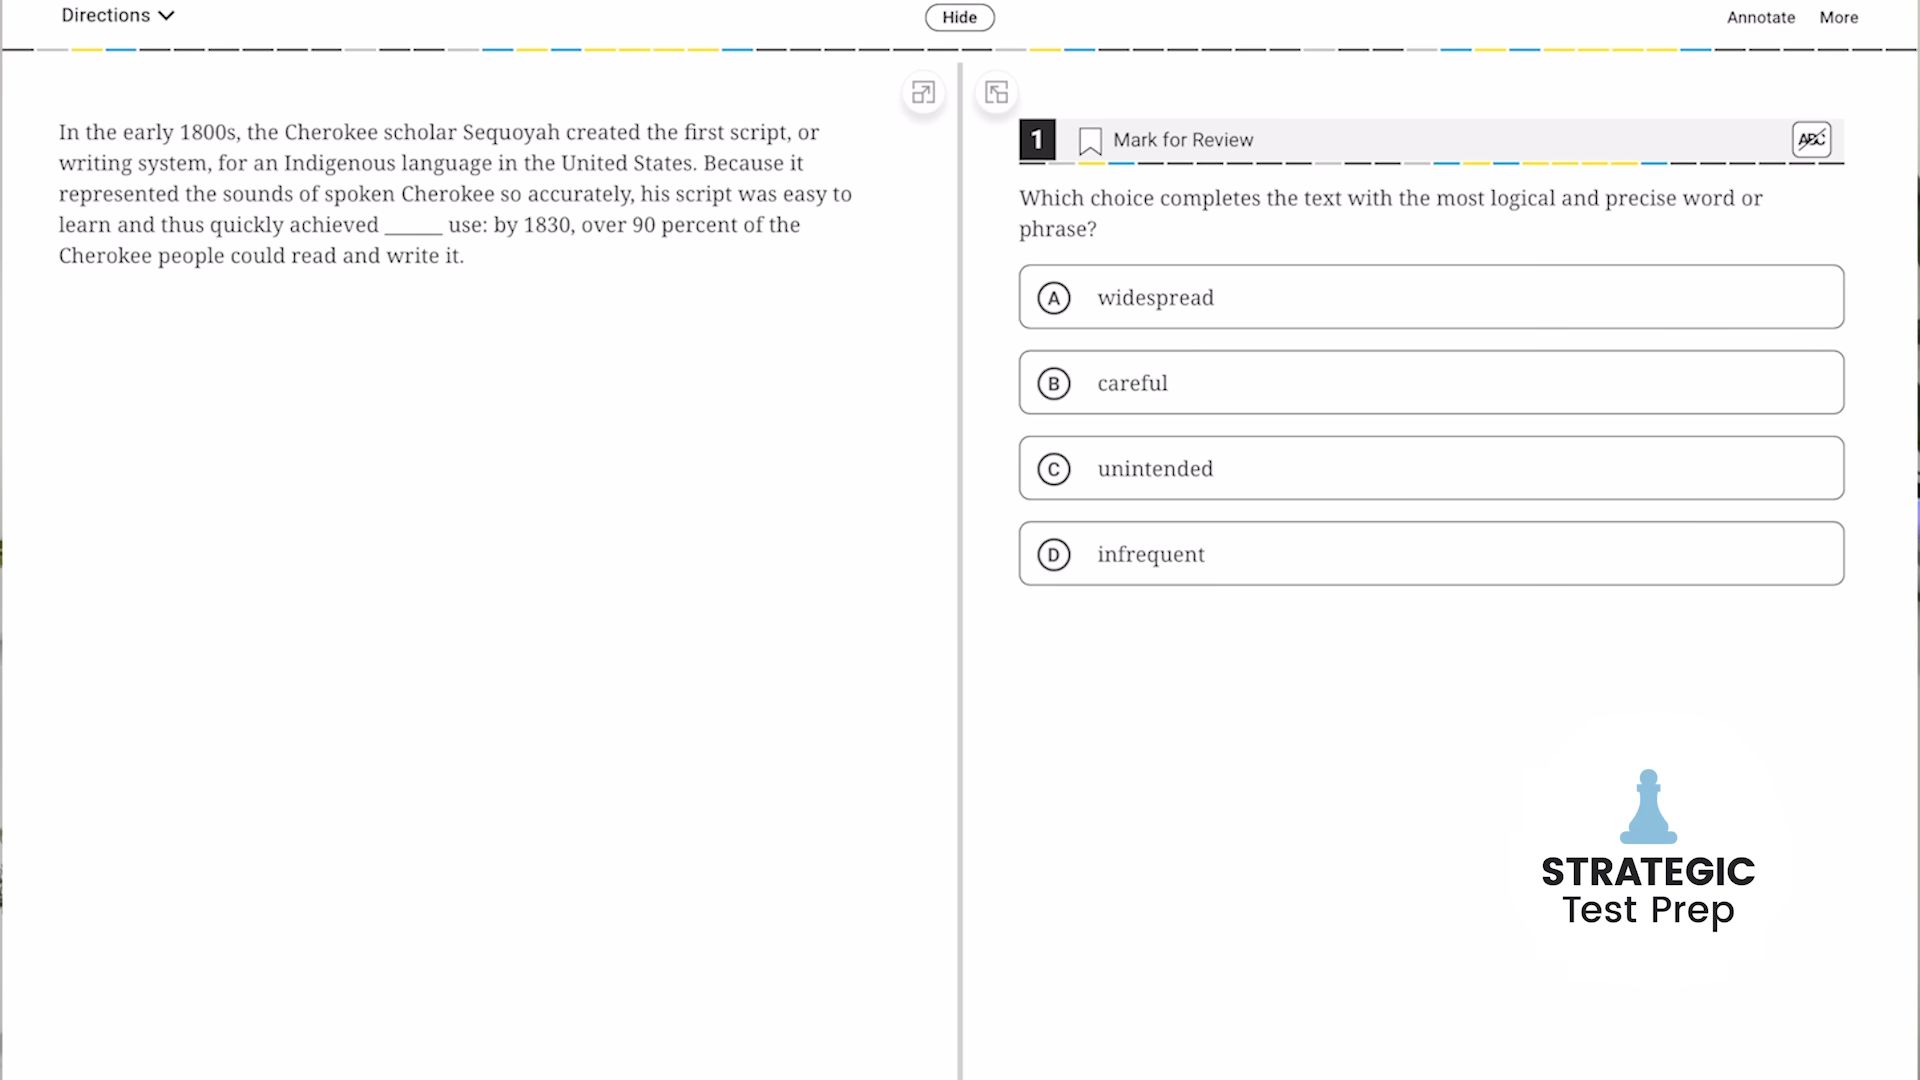 Directions
Hide
Annotate More
In the early 1800s, the Cherokee scholar Sequoyah created the first script, or
writing system, for an Indigenous language in the United States. Because it
represented the sounds of spoken Cherokee so accurately, his script was easy to
learn and thus quickly achieved ______ use: by 1830, over 90 percent of the
Cherokee people could read and write it.
1 Mark for Review ABC
Which choice completes the text with the most logical and precise word or
phrase?
A widespread
B careful
C unintended
D infrequent
STRATEGIC
Test Prep